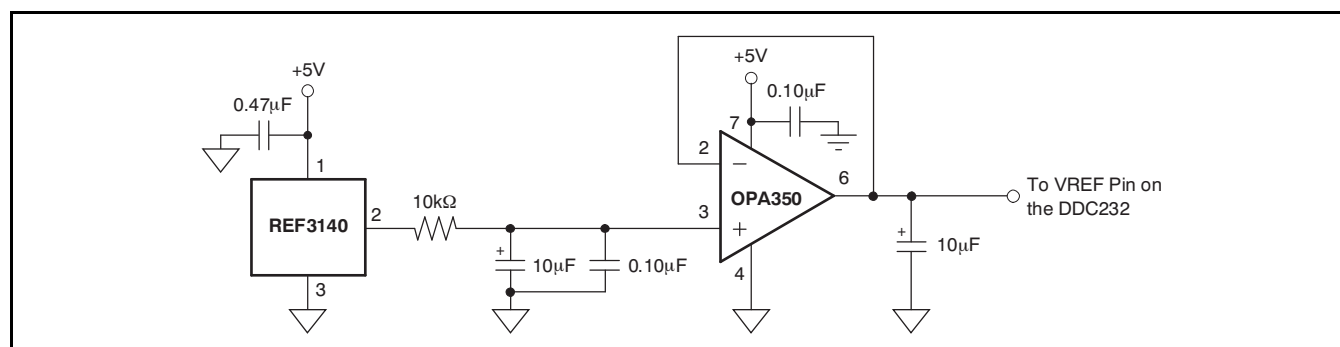 +5V
0.47μF
1
REF3140
2
3
10kΩ
+
10μF
0.10μF
+5V
0.10μF
7
2
−
OPA350
3
+
4
6
+
10μF
To VREF Pin on
the DDC232